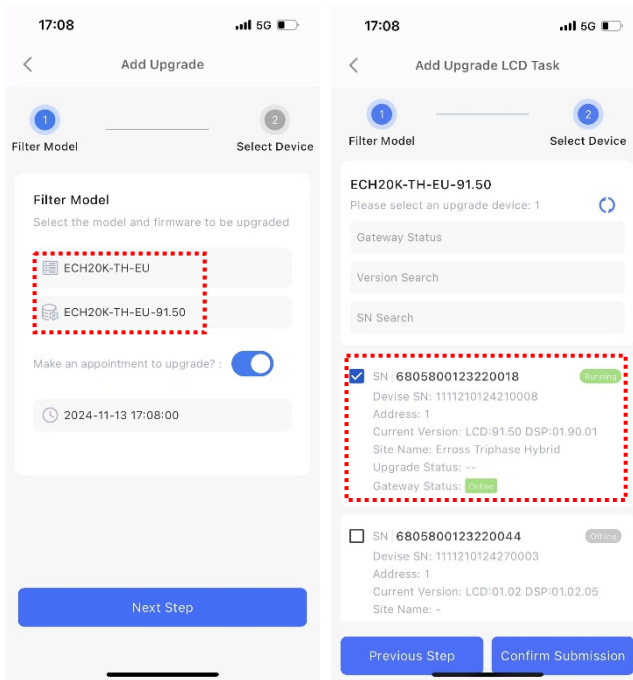 17:08
5G
Add Upgrade
1
2
Filter Model
Select Device
Filter Model
Select the model and firmware to be upgraded
ECH20K-TH-EU
ECH20K-TH-EU-91.50
Make an appointment to upgrade? :
2024-11-13 17:08:00
Next Step
17:08
5G
Add Upgrade LCD Task
1
2
Filter Model
Select Device
ECH20K-TH-EU-91.50
Please select an upgrade device: 1
Gateway Status
Version Search
SN Search
SN 6805800123220018 Running
Devise SN: 1111210124210008
Address: 1
Current Version: LCD:91.50 DSP:01.90.01
Site Name: Erross Triphase Hybrid
Upgrade Status: --
Gateway Status: Online
SN 6805800123220044 Offline
Devise SN: 1111210124270003
Address: 1
Current Version: LCD:01.02 DSP:01.02.05
Site Name: -
Previous Step
Confirm Submission